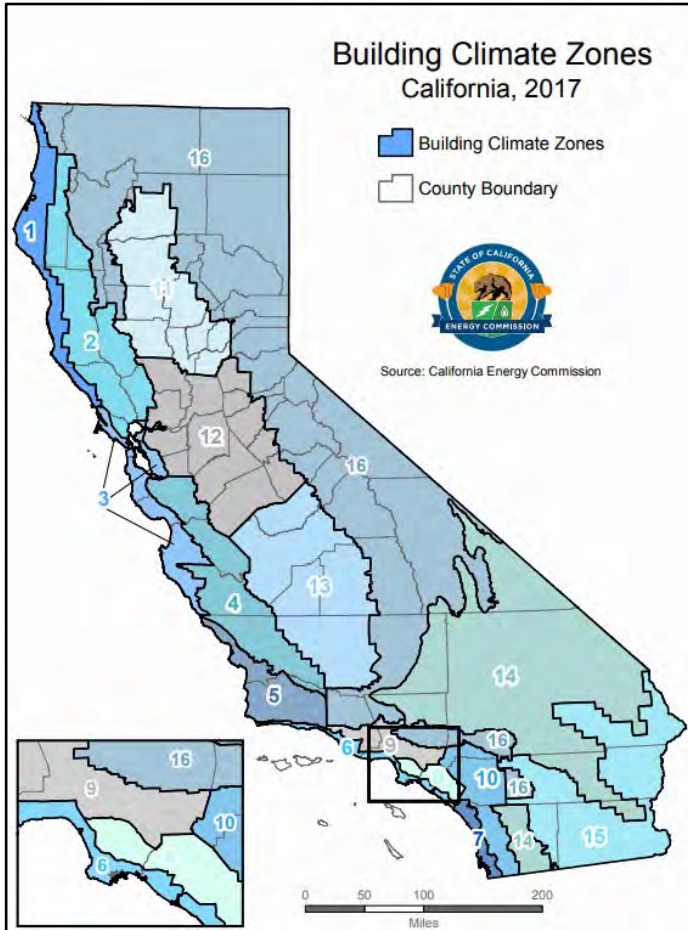 Building Climate Zones
California, 2017
Building Climate Zones
County Boundary
STATE OF CALIFORNIA
ENERGY COMMISSION
Source: California Energy Commission
16
1
11
2
12
16
3
13
4
14
5
16
6
9
10
16
7
14
15
16
9
10
6
0 50 100 200
Miles